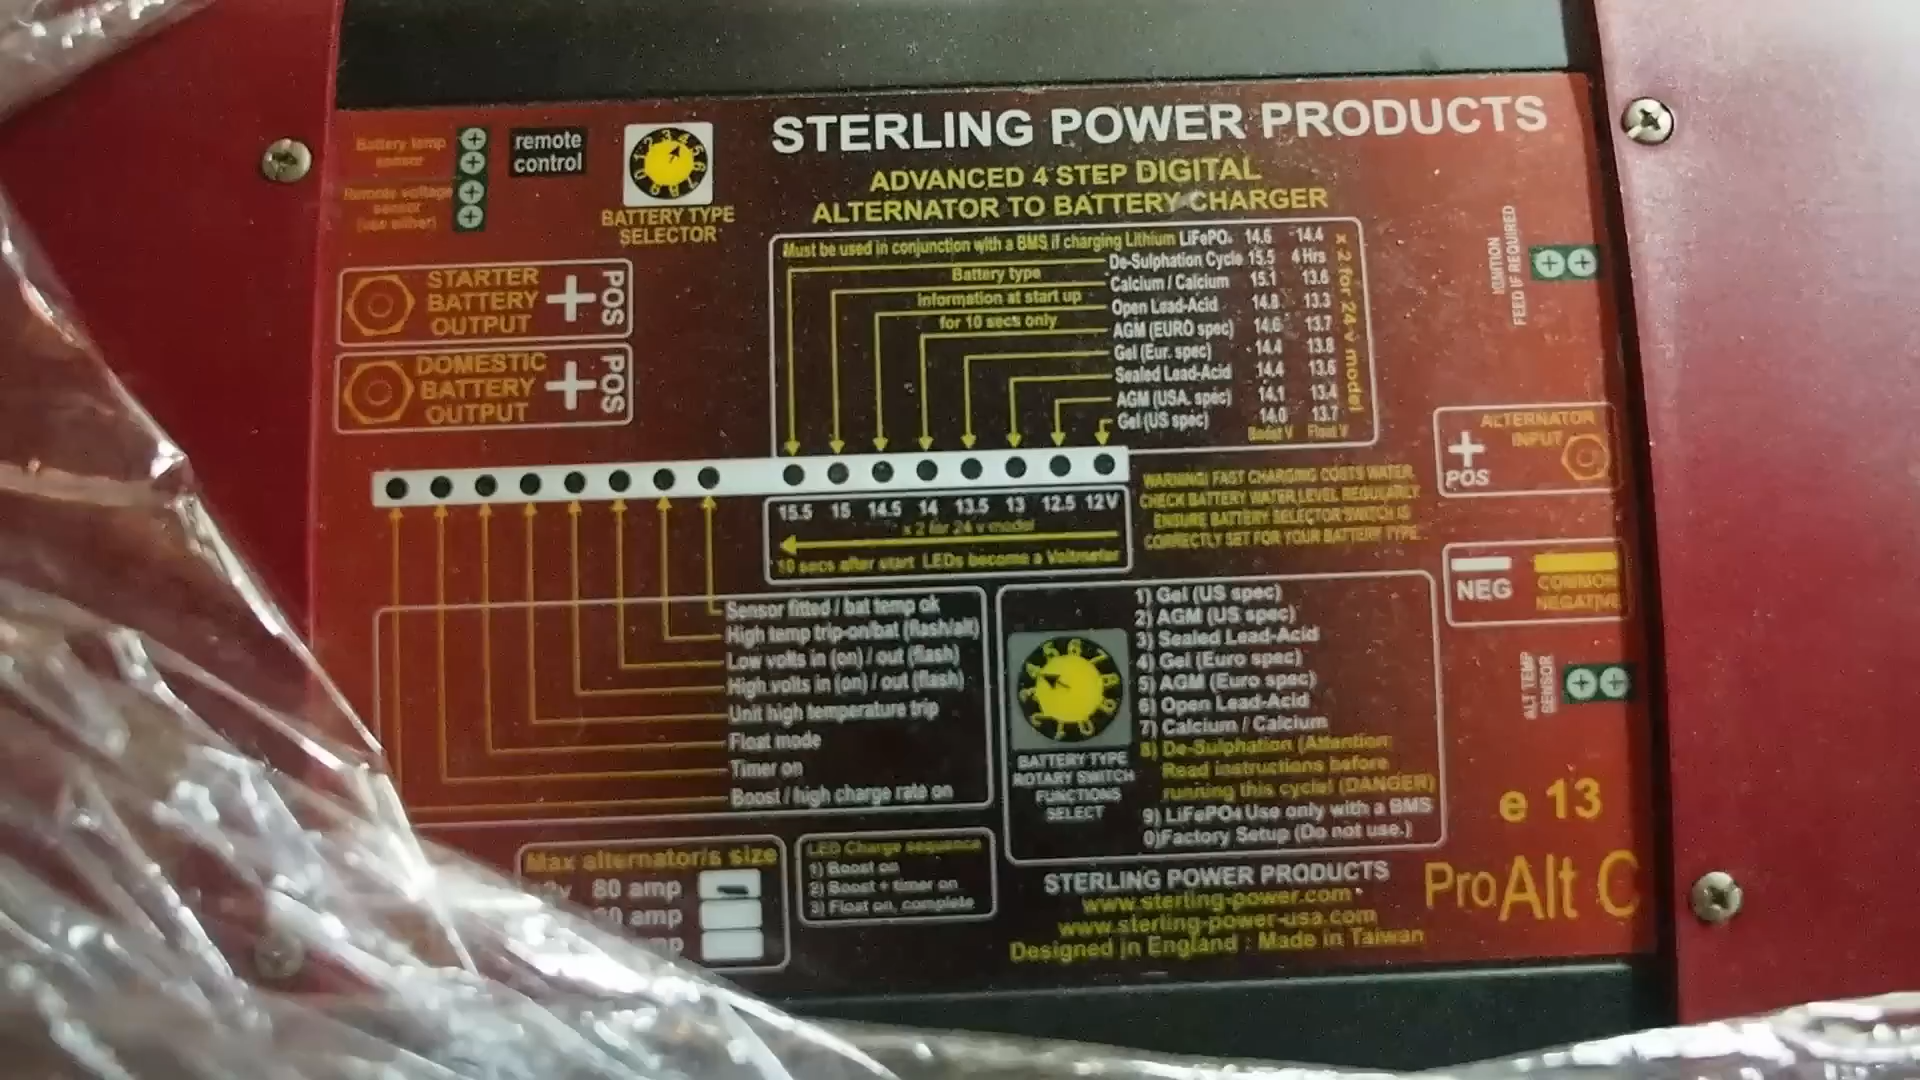 STERLING POWER PRODUCTS
ADVANCED 4 STEP DIGITAL
ALTERNATOR TO BATTERY CHARGER
Battery temp
sensor
Remote voltage
sensor
(use either)
remote
control
BATTERY TYPE
SELECTOR
STARTER
BATTERY
OUTPUT
+
POS
DOMESTIC
BATTERY
OUTPUT
+
POS
Must be used in conjunction with a BMS if charging Lithium LiFePO4 14.6 14.4
De-Sulphation Cycle 15.5 4 Hrs
Battery type
Calcium / Calcium 15.1 13.6
information at start up
Open Lead-Acid 14.8 13.3
for 10 secs only
AGM (EURO spec) 14.6 13.7
Gel (Eur. spec) 14.4 13.8
Sealed Lead-Acid 14.4 13.6
AGM (USA. spec) 14.1 13.4
Gel (US spec) 14.0 13.7
Boost V Float V
x 2 for 24 v model
IGNITION
FEED IF REQUIRED
ALTERNATOR
INPUT
+
POS
15.5 15 14.5 14 13.5 13 12.5 12V
x 2 for 24 v model
10 secs after start LEDs become a Voltmeter
WARNING! FAST CHARGING COSTS WATER.
CHECK BATTERY WATER LEVEL REGULARLY
ENSURE BATTERY SELECTOR SWITCH IS
CORRECTLY SET FOR YOUR BATTERY TYPE.
NEG
COMMON
NEGATIVE
Sensor fitted / bat temp ok
High temp trip-on/bat (flash/alt)
Low volts in (on) / out (flash)
High volts in (on) / out (flash)
Unit high temperature trip
Float mode
Timer on
Boost / high charge rate on
BATTERY TYPE
ROTARY SWITCH
FUNCTIONS
SELECT
1) Gel (US spec)
2) AGM (US spec)
3) Sealed Lead-Acid
4) Gel (Euro spec)
5) AGM (Euro spec)
6) Open Lead-Acid
7) Calcium / Calcium
8) De-Sulphation (Attention
Read instructions before
running this cycle! (DANGER)
9) LiFePO4 Use only with a BMS
0)Factory Setup (Do not use.)
ALT TEMP
SENSOR
e 13
ProAlt C
Max alternator/s size
80 amp
amp
LED Charge sequence
1) Boost on
2) Boost + timer on
3) Float on, complete
STERLING POWER PRODUCTS
www.sterling-power.com
www.sterling-power-usa.com
Designed in England : Made in Taiwan